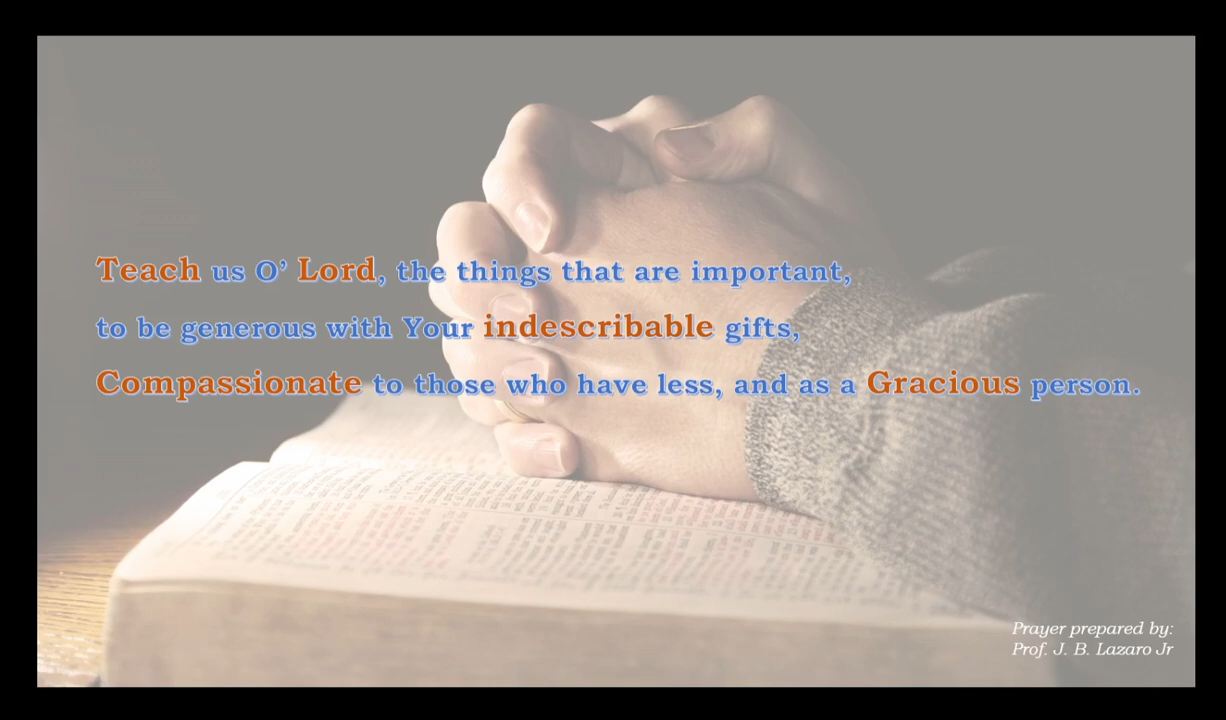 Teach us O’ Lord, the things that are important,
to be generous with Your indescribable gifts,
Compassionate to those who have less, and as a Gracious person.
Prayer prepared by:
Prof. J. B. Lazaro Jr